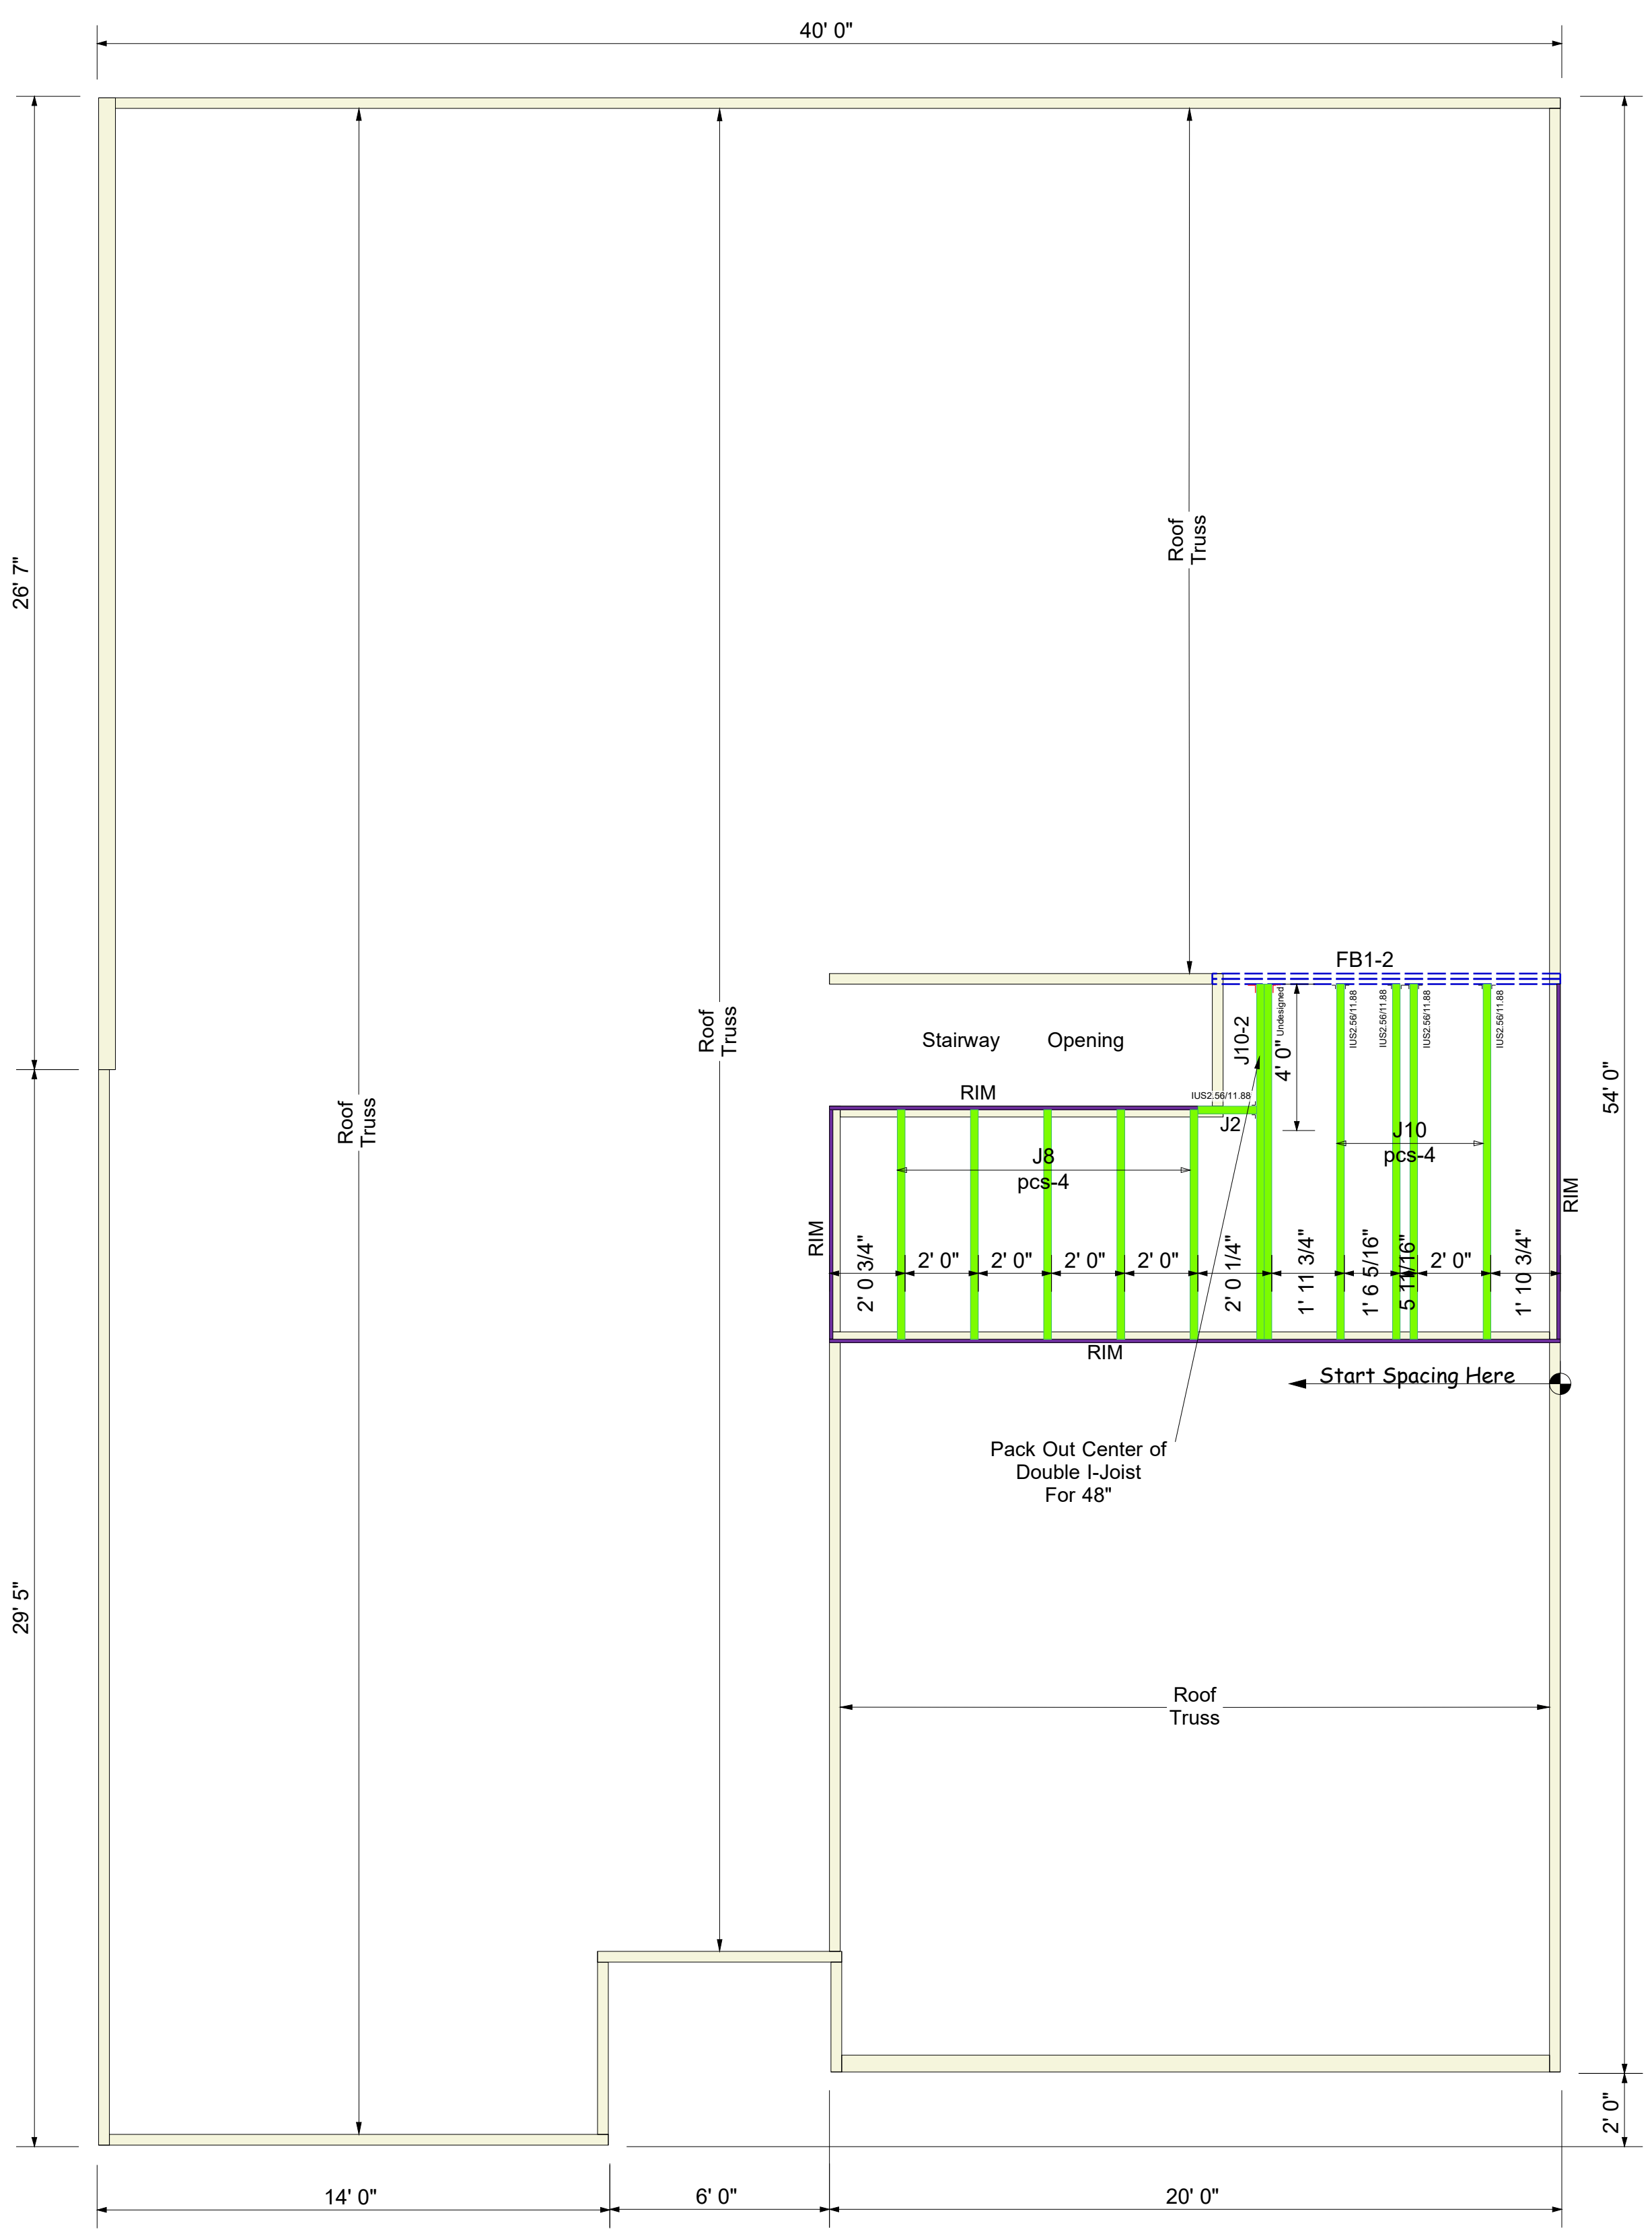 40' 0"
26' 7"
Roof
Truss
FB1-2
Roof
Truss
Stairway Opening
J10-2
Undesigned
4' 0"
IUS2.56/11.88
IUS2.56/11.88
IUS2.56/11.88
IUS2.56/11.88
54' 0"
RIM
IUS2.56/11.88
J2
Roof
Truss
J8
pcs-4
J10
pcs-4
RIM
RIM
2' 0 3/4"
2' 0"
2' 0"
2' 0"
2' 0"
2' 0 1/4"
1' 11 3/4"
1' 6 5/16"
5 11/16"
2' 0"
1' 10 3/4"
RIM
Start Spacing Here
Pack Out Center of
Double I-Joist
For 48"
29' 5"
Roof
Truss
2' 0"
14' 0"
6' 0"
20' 0"